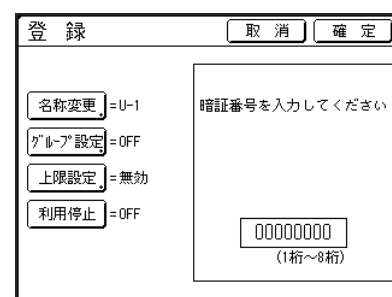 登 録 取 消 確 定
名称変更 =U-1
暗証番号を入力してください
グループ設定 =OFF
上限設定 =無効
利用停止 =OFF
00000000
(1桁～8桁)